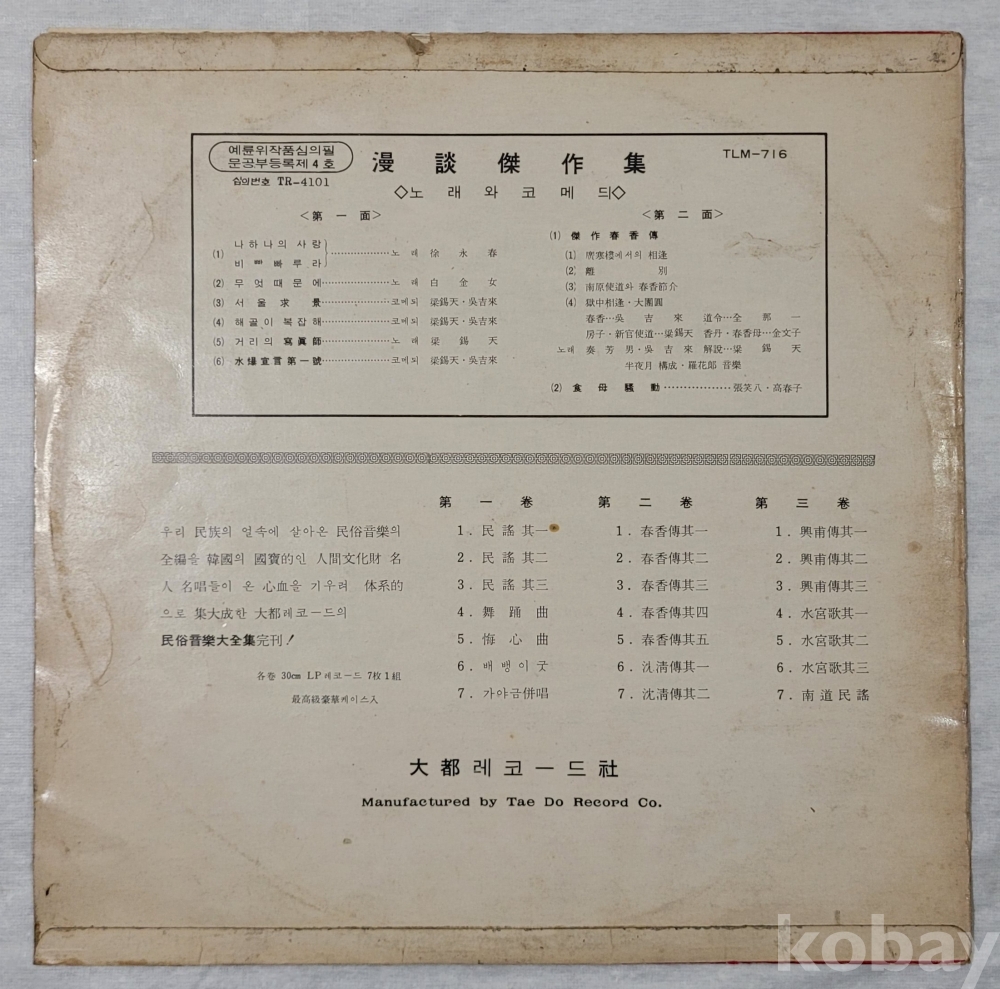 예륜위작품심의필
문공부등록제 4 호
심의번호 TR-4101
漫談傑作集
TLM-716
◇노래와코메듸◇
<第一面>
(1) 나하나의 사랑
비빱빠루라 ··············노래 徐永春
(2) 무엇때문에··············노래 白金女
(3) 서울求景··············코메듸 梁錫天·吳吉來
(4) 해골이 복잡해··············코메듸 梁錫天·吳吉來
(5) 거리의 寫眞師··············노래 梁錫天
(6) 水爆宣言第一號··············코메듸 梁錫天·吳吉來
<第二面>
(1) 傑作春香傳
(1) 廣寒樓에서의 相逢
(2) 離別
(3) 南原使道와 春香節介
(4) 獄中相逢·大團圓
春香…吳吉來 道令…全邦一
房子·新官使道…梁錫天 香丹·春香母…金文子
노래 奏芳男·吳吉來 解說…梁錫天
半夜月 構成·羅花郎 音樂
(2) 食母騷動················張笑八·高春子
우리 民族의 얼속에 살아온 民俗音樂의
全編을 韓國의 國寶的인 人間文化財 名
人 名唱들이 온 心血을 기우려 体系的
으로 集大成한 大都레코ー드의
民俗音樂大全集完刊!
各巻 30cm LP레코ー드 7枚1組
最高級豪華케이스入
第一巻
1. 民謠其一
2. 民謠其二
3. 民謠其三
4. 舞踊曲
5. 悔心曲
6. 배뱅이굿
7. 가야금併唱
第二巻
1. 春香傳其一
2. 春香傳其二
3. 春香傳其三
4. 春香傳其四
5. 春香傳其五
6. 沈淸傳其一
7. 沈淸傳其二
第三巻
1. 興甫傳其一
2. 興甫傳其二
3. 興甫傳其三
4. 水宮歌其一
5. 水宮歌其二
6. 水宮歌其三
7. 南道民謠
大都레코ー드社
Manufactured by Tae Do Record Co.
kobay